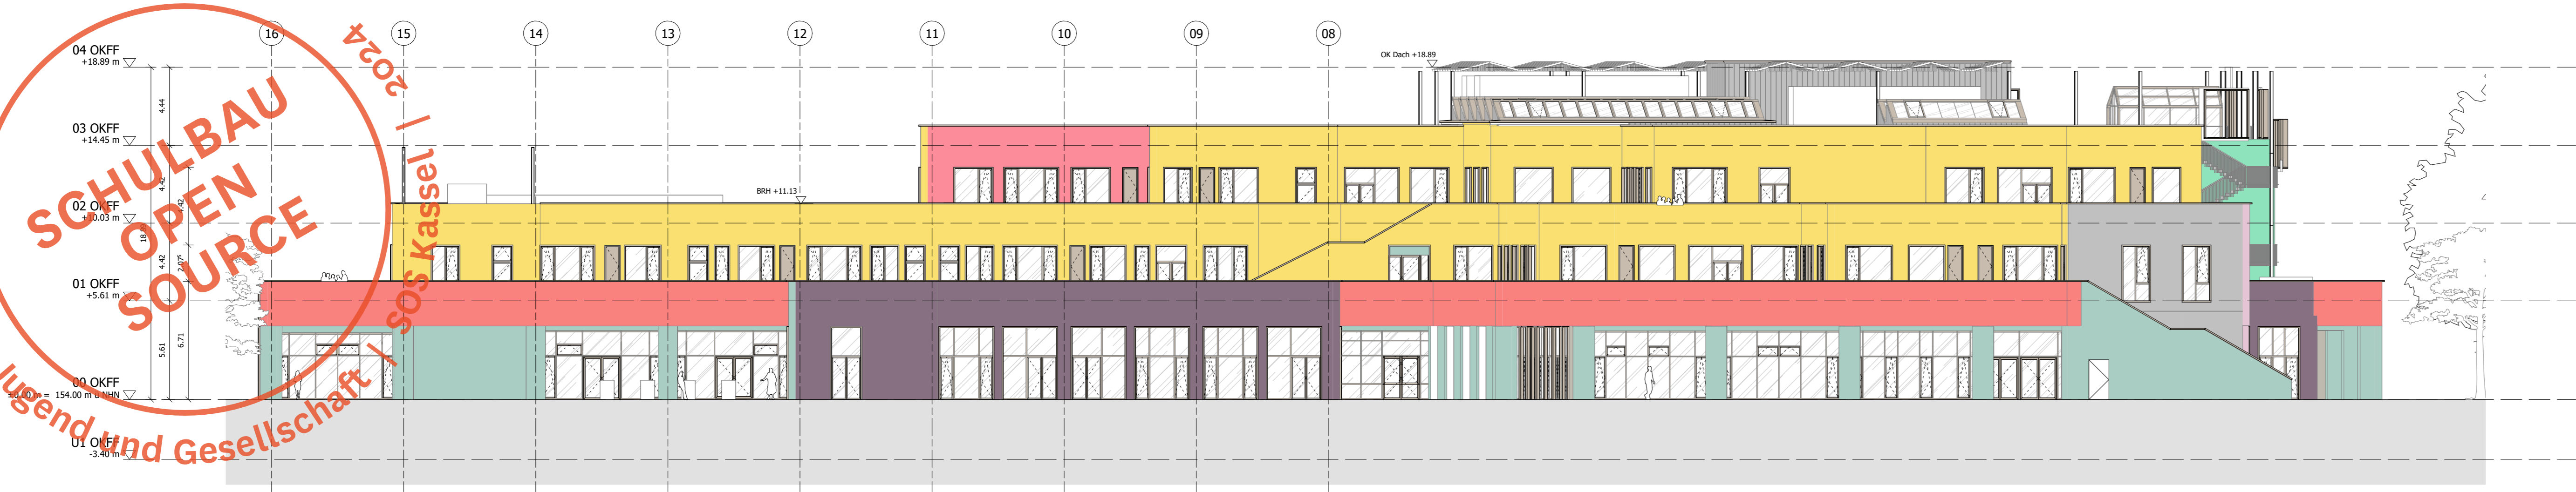 16
15
14
13
12
11
10
09
08
04 OKFF
+18.89 m
OK Dach +18.89
4.44
03 OKFF
+14.45 m
4.42
BRH +11.13
02 OKFF
+10.03 m
4.42
2.075
01 OKFF
+5.61 m
5.61
6.71
00 OKFF
= 154.00 m ü NHN
U1 OKFF
-3.40 m
SCHULBAU
OPEN
SOURCE
Jugend und Gesellschaft | SOS Kassel | 2024